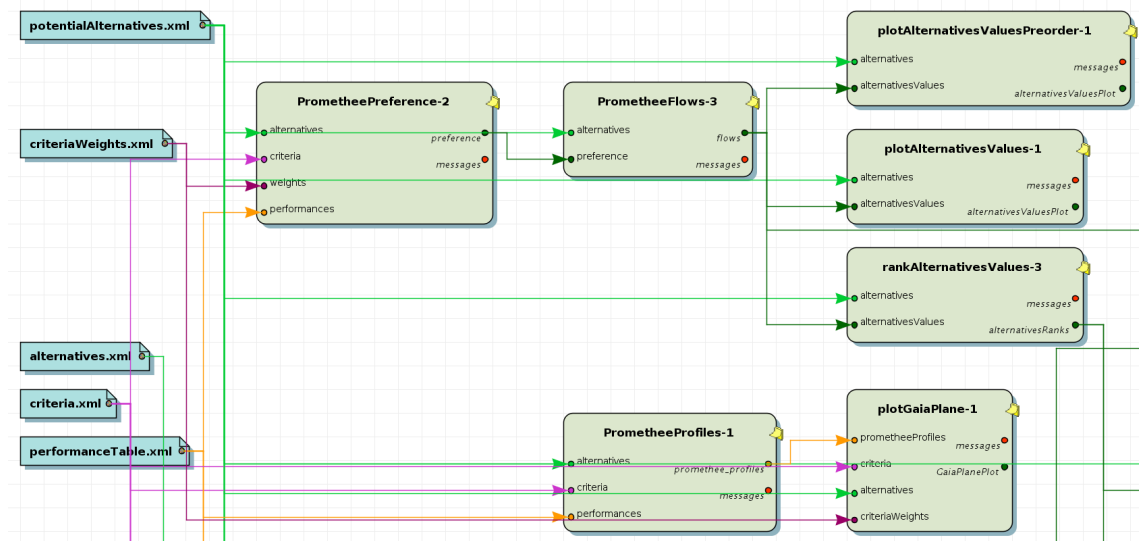 potentialAlternatives.xml
criteriaWeights.xml
alternatives.xml
criteria.xml
performanceTable.xml
PrometheePreference-2
alternatives
preference
criteria
messages
weights
performances
PrometheeFlows-3
alternatives
flows
preference
messages
plotAlternativesValuesPreorder-1
alternatives
messages
alternativesValues
alternativesValuesPlot
plotAlternativesValues-1
alternatives
messages
alternativesValues
alternativesValuesPlot
rankAlternativesValues-3
alternatives
messages
alternativesValues
alternativesRanks
PrometheeProfiles-1
alternatives
promethee_profiles
criteria
messages
performances
plotGaiaPlane-1
prometheeProfiles
messages
criteria
GaiaPlanePlot
alternatives
criteriaWeights